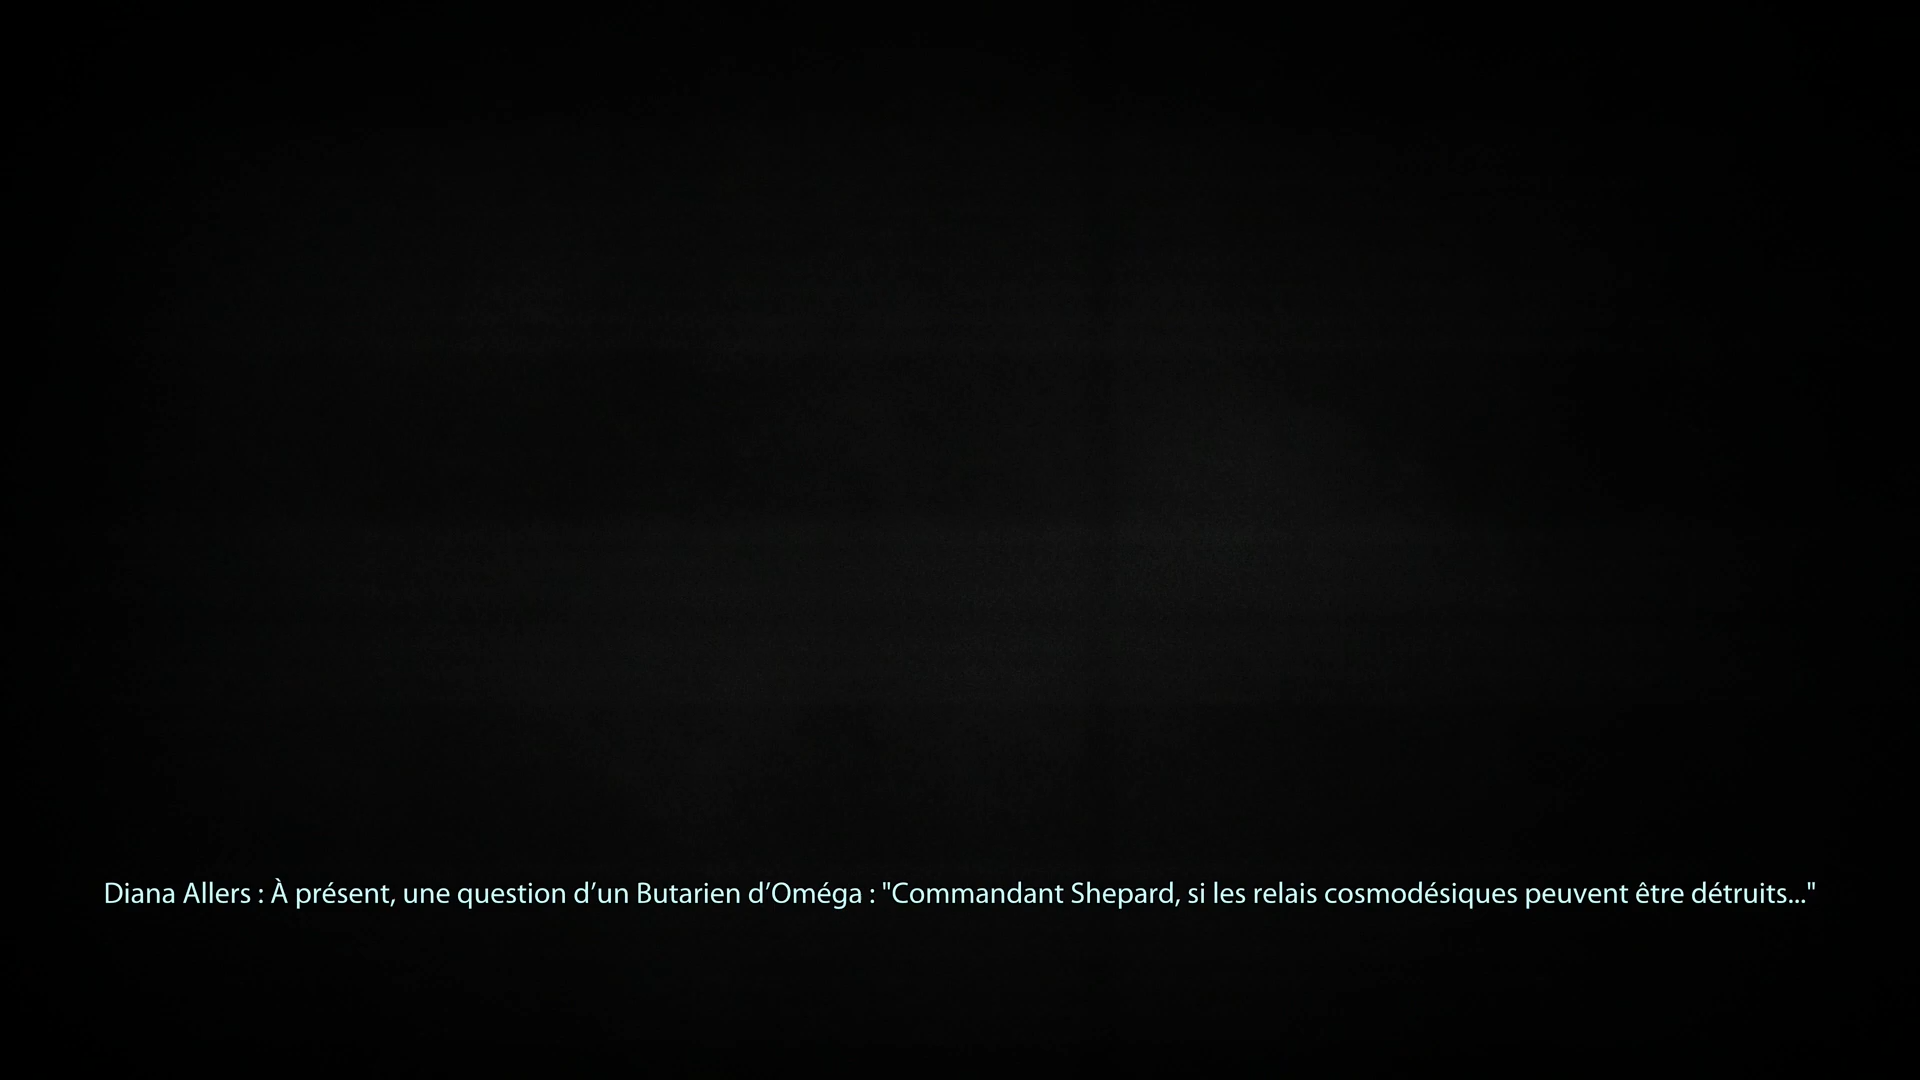 Diana Allers : À présent, une question d’un Butarien d’Oméga : "Commandant Shepard, si les relais cosmodésiques peuvent être détruits..."